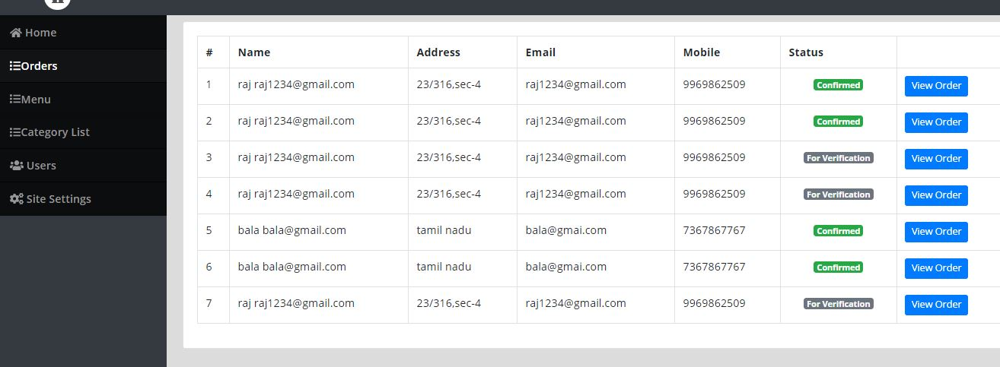 Home
Orders
Menu
Category List
Users
Site Settings
# Name Address Email Mobile Status
1 raj raj1234@gmail.com 23/316,sec-4 raj1234@gmail.com 9969862509 Confirmed View Order
2 raj raj1234@gmail.com 23/316,sec-4 raj1234@gmail.com 9969862509 Confirmed View Order
3 raj raj1234@gmail.com 23/316,sec-4 raj1234@gmail.com 9969862509 For Verification View Order
4 raj raj1234@gmail.com 23/316,sec-4 raj1234@gmail.com 9969862509 For Verification View Order
5 bala bala@gmail.com tamil nadu bala@gmai.com 7367867767 Confirmed View Order
6 bala bala@gmail.com tamil nadu bala@gmai.com 7367867767 Confirmed View Order
7 raj raj1234@gmail.com 23/316,sec-4 raj1234@gmail.com 9969862509 For Verification View Order